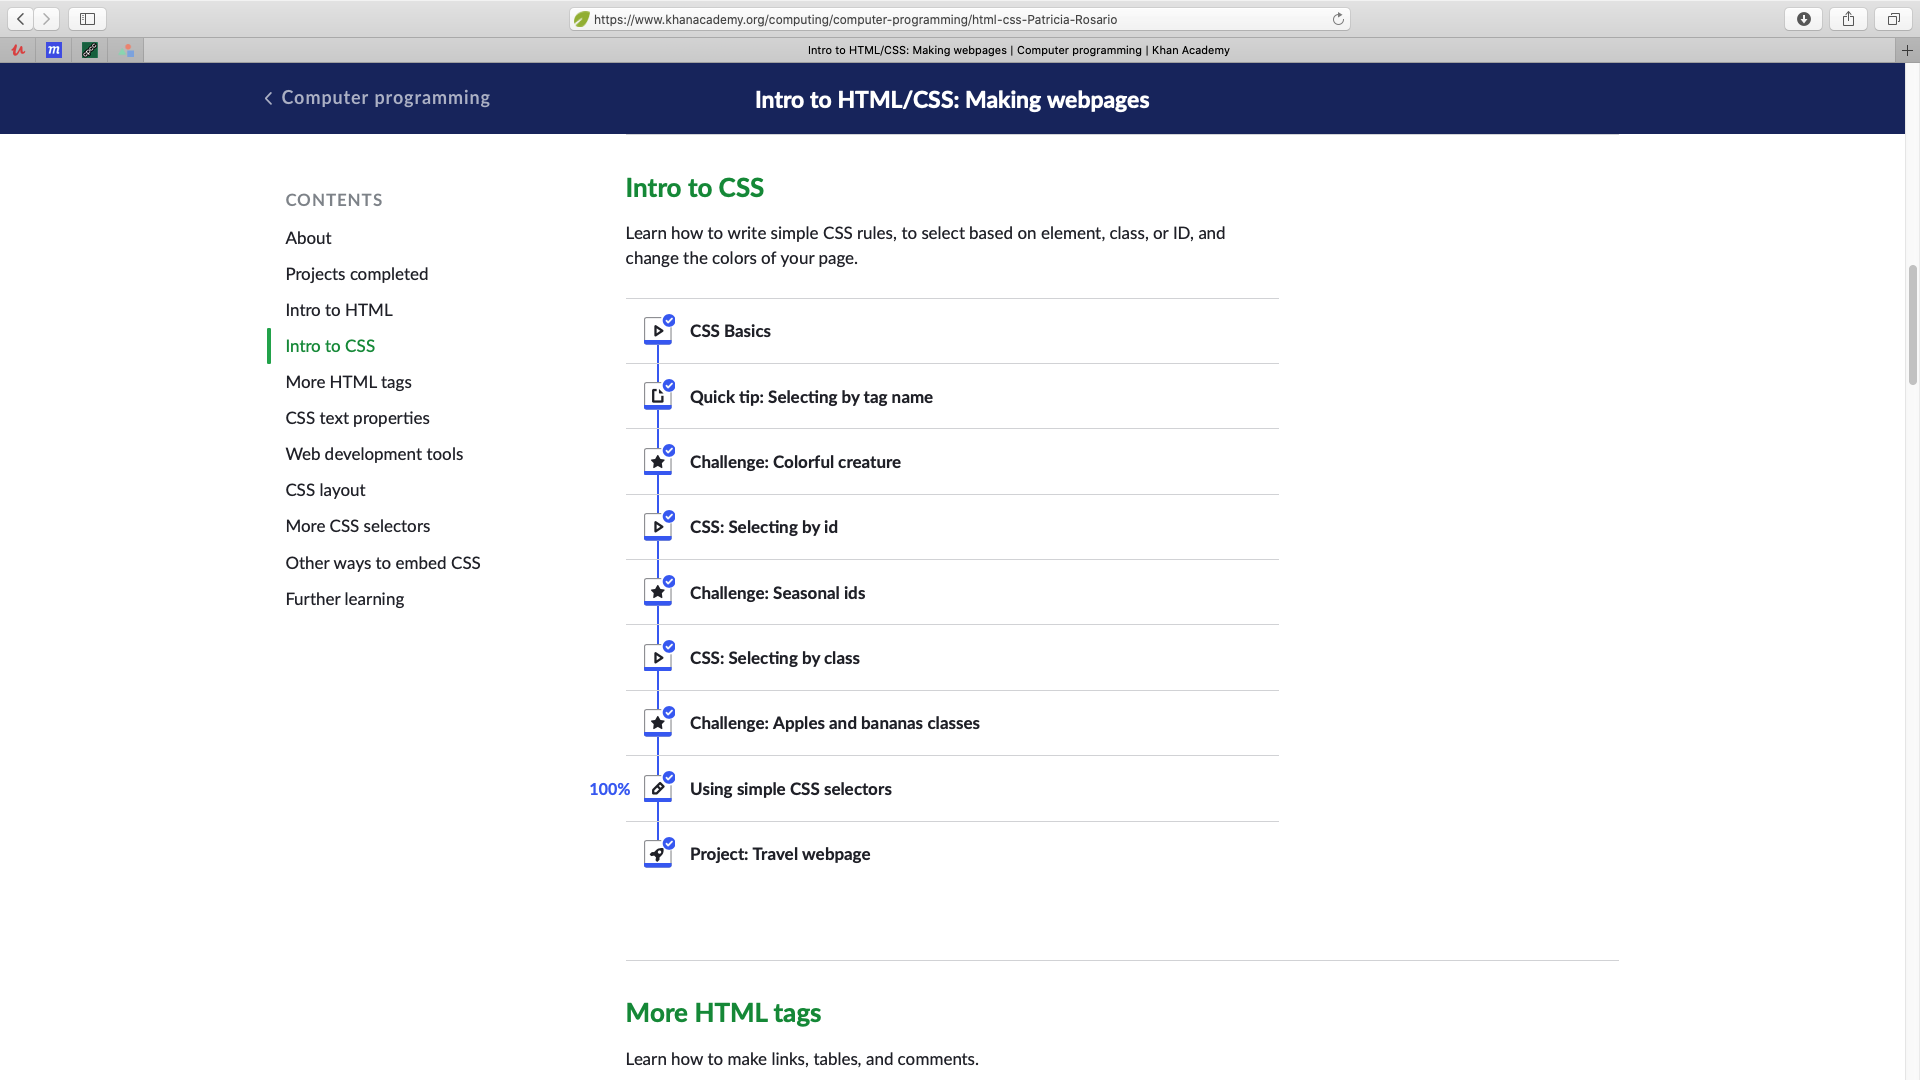 https://www.khanacademy.org/computing/computer-programming/html-css-Patricia-Rosario
m
Intro to HTML/CSS: Making webpages | Computer programming | Khan Academy
Computer programming
Intro to HTML/CSS: Making webpages
CONTENTS
About
Projects completed
Intro to HTML
Intro to CSS
More HTML tags
CSS text properties
Web development tools
CSS layout
More CSS selectors
Other ways to embed CSS
Further learning
Intro to CSS
Learn how to write simple CSS rules, to select based on element, class, or ID, and
change the colors of your page.
CSS Basics
Quick tip: Selecting by tag name
Challenge: Colorful creature
CSS: Selecting by id
Challenge: Seasonal ids
CSS: Selecting by class
Challenge: Apples and bananas classes
100% Using simple CSS selectors
Project: Travel webpage
More HTML tags
Learn how to make links, tables, and comments.